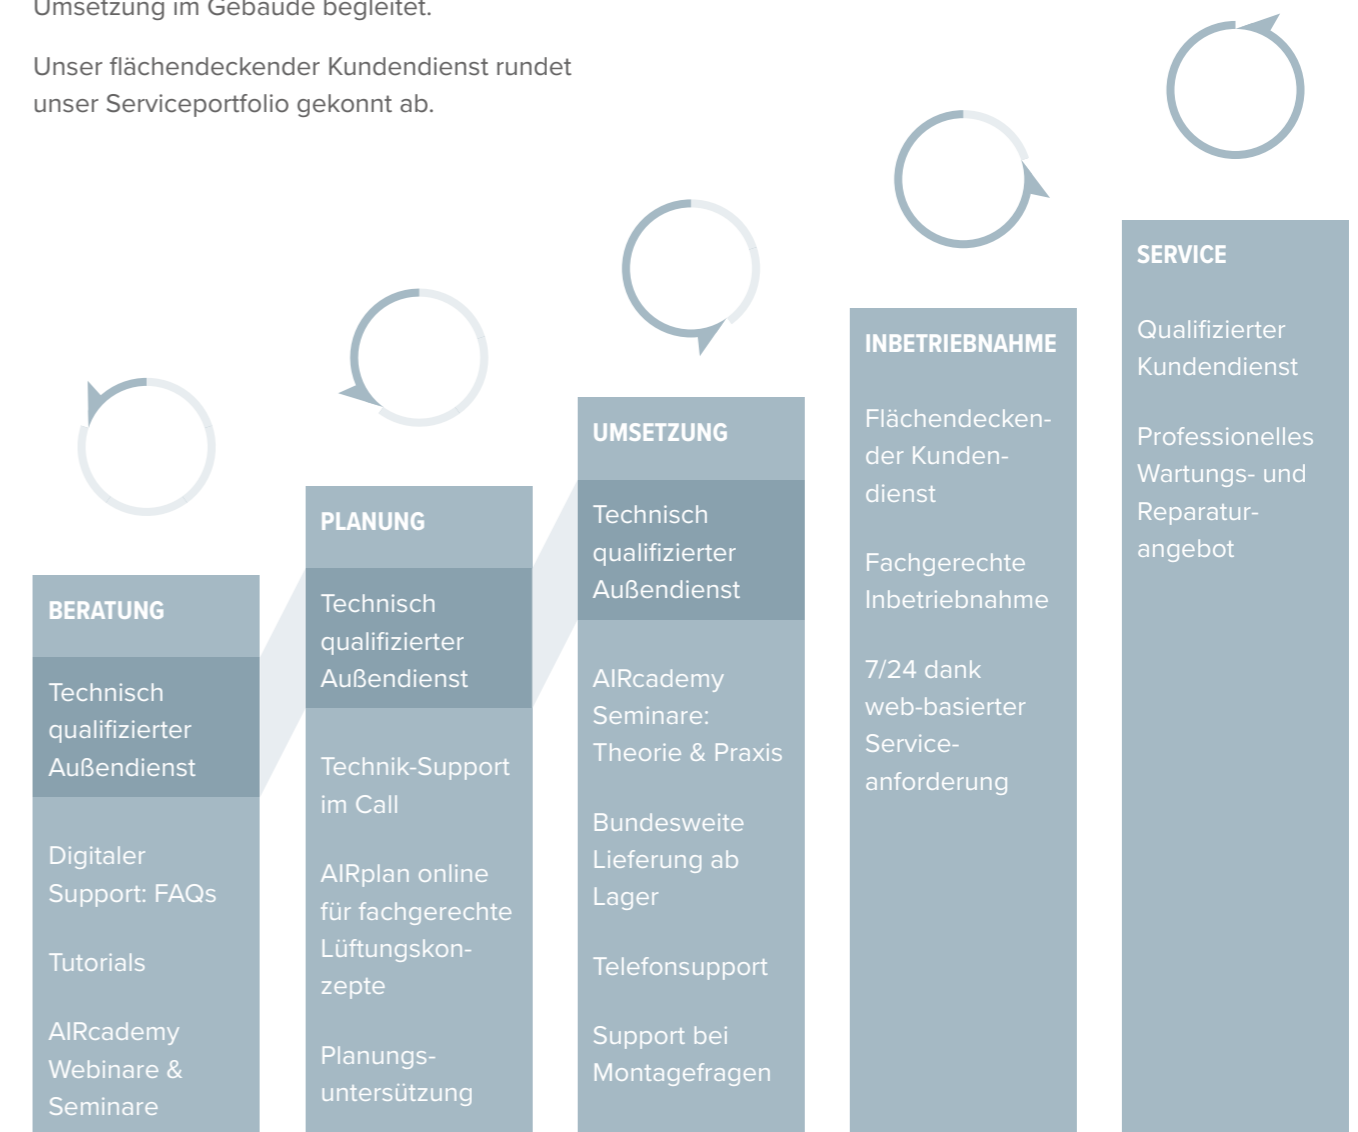 Umsetzung im Gebäude begleitet.
Unser flächendeckender Kundendienst rundet
unser Serviceportfolio gekonnt ab.
BERATUNG
Technisch
qualifizierter
Außendienst
Digitaler
Support: FAQs
Tutorials
AIRcademy
Webinare &
Seminare
PLANUNG
Technisch
qualifizierter
Außendienst
Technik-Support
im Call
AIRplan online
für fachgerechte
Lüftungskon-
zepte
Planungs-
untersützung
UMSETZUNG
Technisch
qualifizierter
Außendienst
AIRcademy
Seminare:
Theorie & Praxis
Bundesweite
Lieferung ab
Lager
Telefonsupport
Support bei
Montagefragen
INBETRIEBNAHME
Flächendecken-
der Kunden-
dienst
Fachgerechte
Inbetriebnahme
7/24 dank
web-basierter
Service-
anforderung
SERVICE
Qualifizierter
Kundendienst
Professionelles
Wartungs- und
Reparatur-
angebot